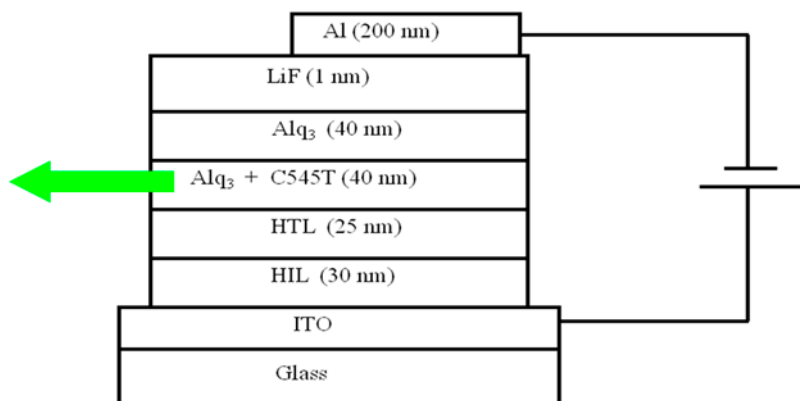 Al (200 nm)
LiF (1 nm)
Alq₃ (40 nm)
Alq₃ + C545T (40 nm)
HTL (25 nm)
HIL (30 nm)
ITO
Glass